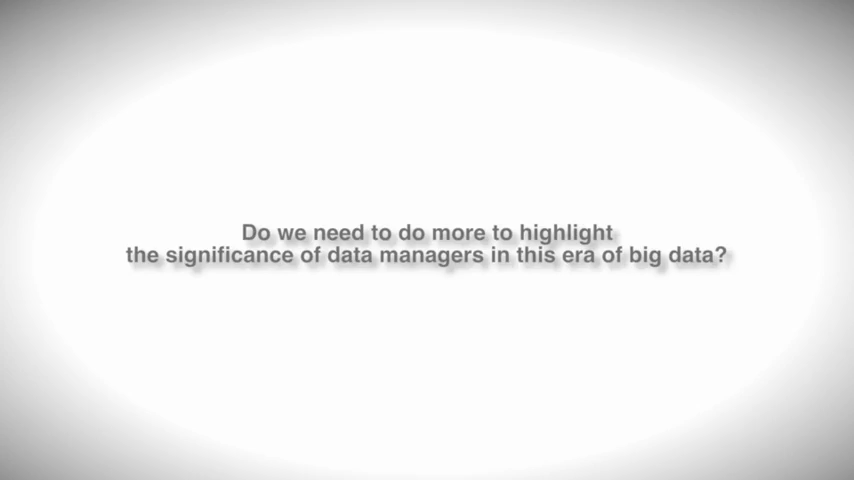 Do we need to do more to highlight
the significance of data managers in this era of big data?